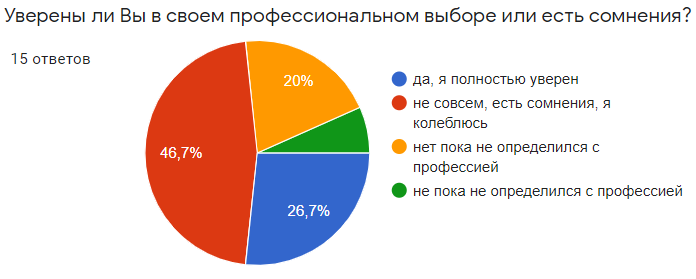 Уверены ли Вы в своем профессиональном выборе или есть сомнения?
15 ответов
20%
46,7%
26,7%
да, я полностью уверен
не совсем, есть сомнения, я
колеблюсь
нет пока не определился с
профессией
не пока не определился с профессией